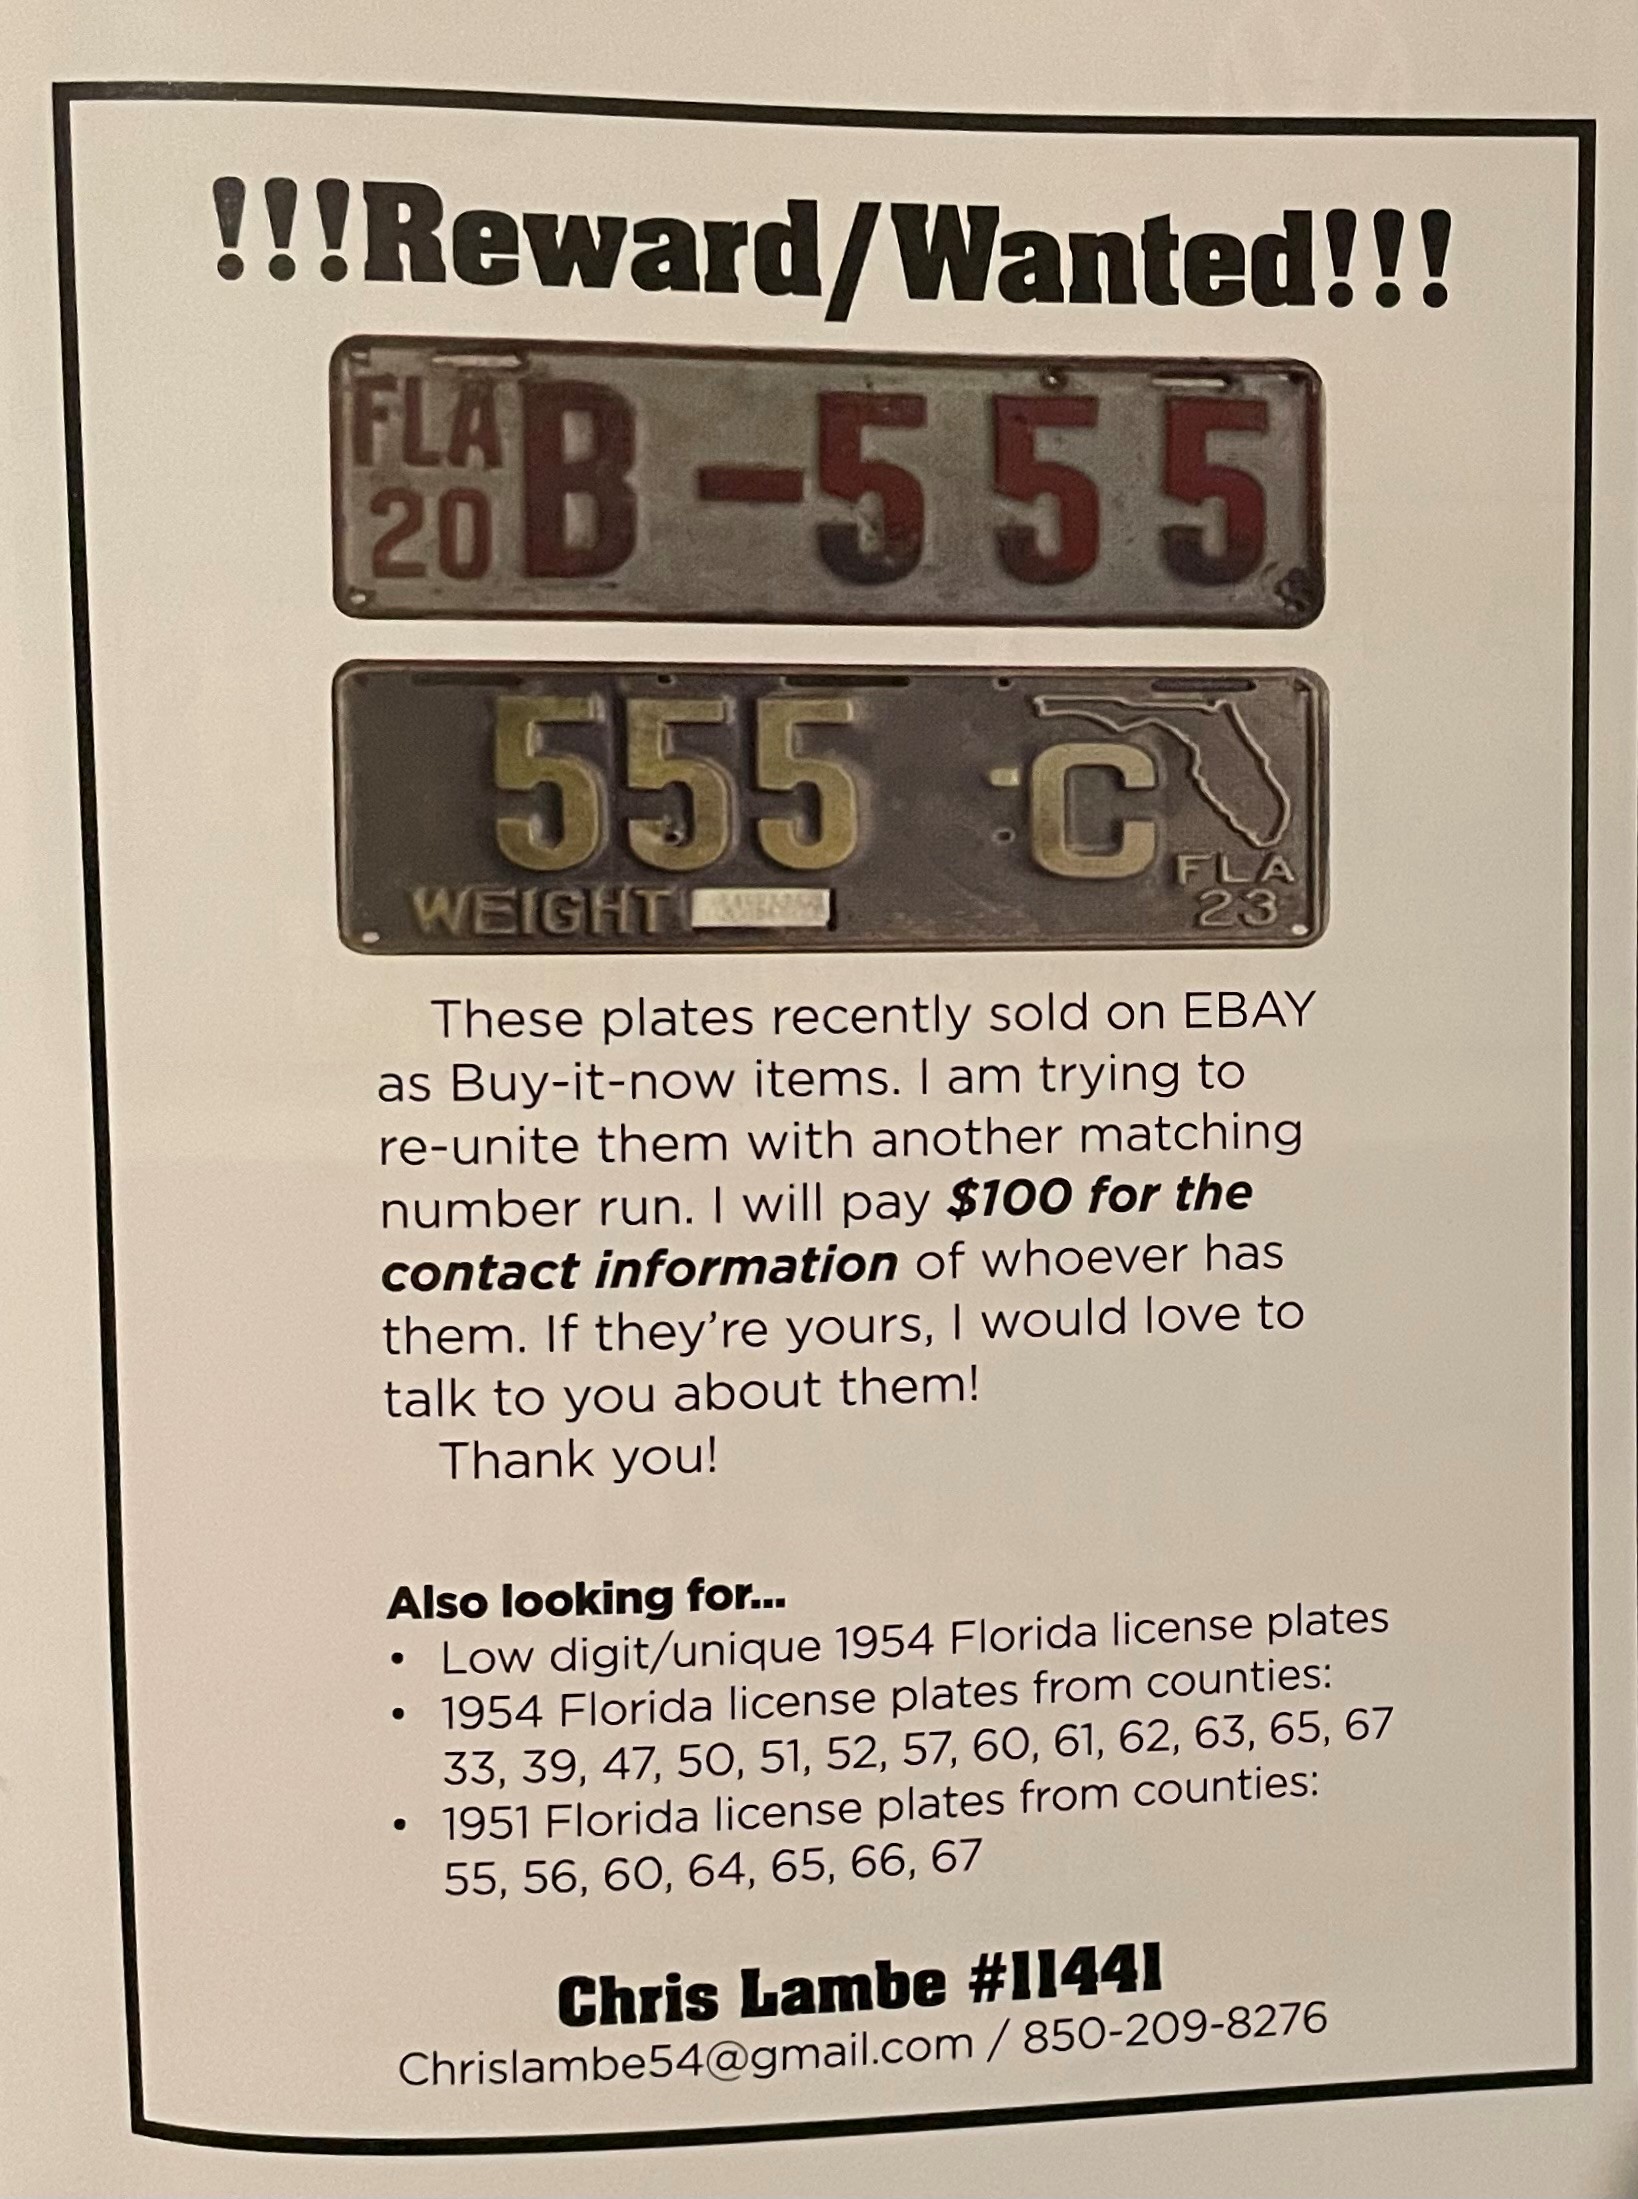 !!!Reward/Wanted!!!
FLA
20
B-555
555 -C
FLA
23
WEIGHT
These plates recently sold on EBAY
as Buy-it-now items. I am trying to
re-unite them with another matching
number run. I will pay $100 for the
contact information of whoever has
them. If they're yours, I would love to
talk to you about them!
Thank you!
Also looking for...
• Low digit/unique 1954 Florida license plates
• 1954 Florida license plates from counties:
33, 39, 47, 50, 51, 52, 57, 60, 61, 62, 63, 65, 67
• 1951 Florida license plates from counties:
55, 56, 60, 64, 65, 66, 67
Chris Lambe #11441
Chrislambe54@gmail.com / 850-209-8276